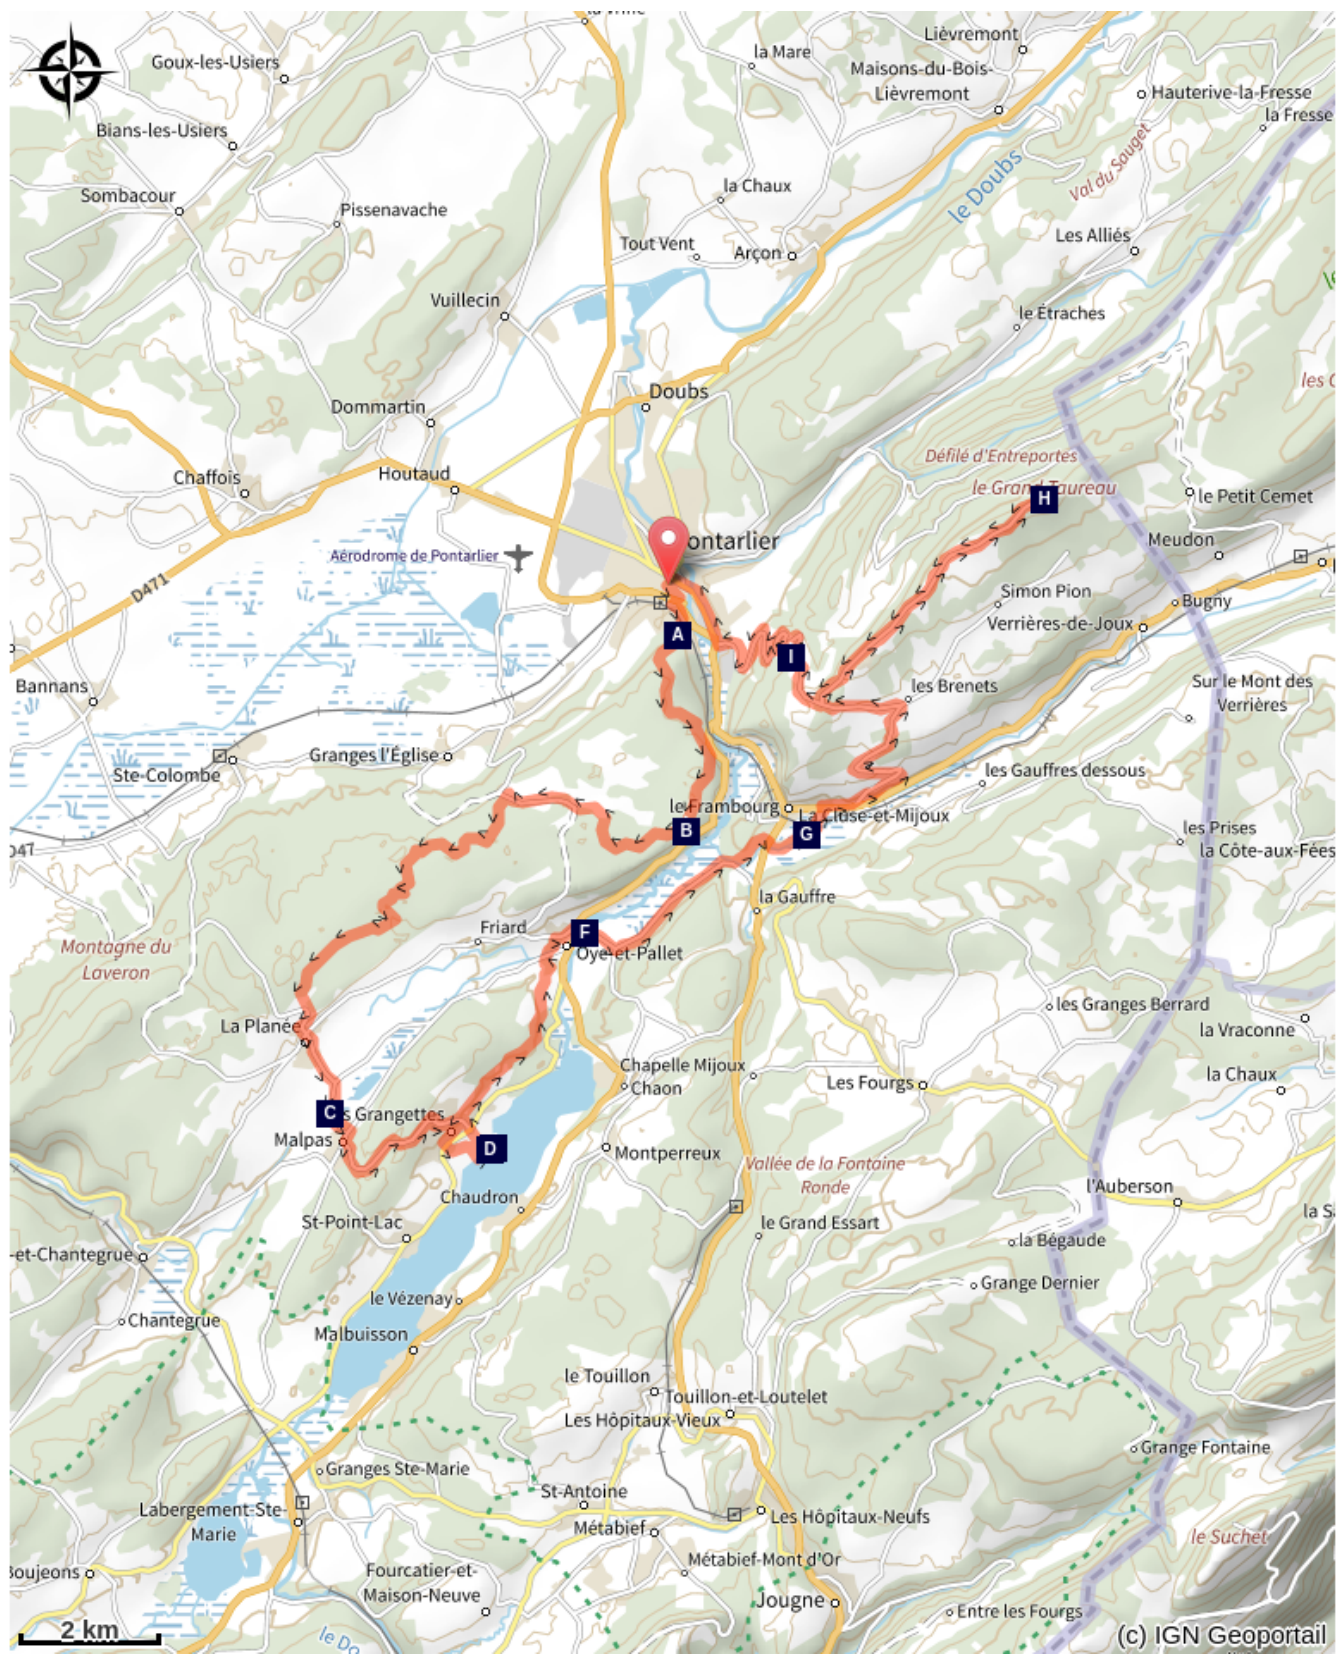 Lièvremont
la Mare
Goux-les-Usiers
Maisons-du-Bois-
Lièvremont
Hauterive-la-Fresse
la Fresse
Bians-les-Usiers
Val du Sauget
le Doubs
Sombacour
la Chaux
Pissenavache
Les Alliés
Tout Vent
Arçon
Vuillecin
le Étraches
Doubs
Dommartin
Défilé d'Entreportes
Chaffois
Houtaud
le Grand Taureau
H
le Petit Cemet
ontarlier
Meudon
Aérodrome de Pontarlier
D471
Simon Pion
Bugny
Verrières-de-Joux
A
I
Bannans
les Brenets
Sur le Mont des
Verrières
Granges l'Église
Ste-Colombe
les Gauffres dessous
le Frambourg
La Cluse-et-Mijoux
B
G
les Prises
la Côte-aux-Fées
la Gauffre
Friard
F
Montagne du
Laveron
Oye-et-Pallet
les Granges Berrard
La Planée
la Vraconne
Chapelle Mijoux
la Chaux
Chaon
Les Fourgs
C
s Grangettes
Malpas
D
Montperreux
Vallée de la Fontaine
Ronde
l'Auberson
Chaudron
St-Point-Lac
le Grand Essart
la Bégaude
-et-Chantegrue
Grange Dernier
le Vézenay
Chantegrue
Malbuisson
le Touillon
Touillon-et-Loutelet
Les Hôpitaux-Vieux
Grange Fontaine
Granges Ste-Marie
St-Antoine
Labergement-Ste-
Marie
Les Hôpitaux-Neufs
Métabief
le Suchet
Métabief-Mont d'Or
Boujeons
Fourcatier-et-
Maison-Neuve
Jougne
Entre les Fourgs
2 km
(c) IGN Geoportail